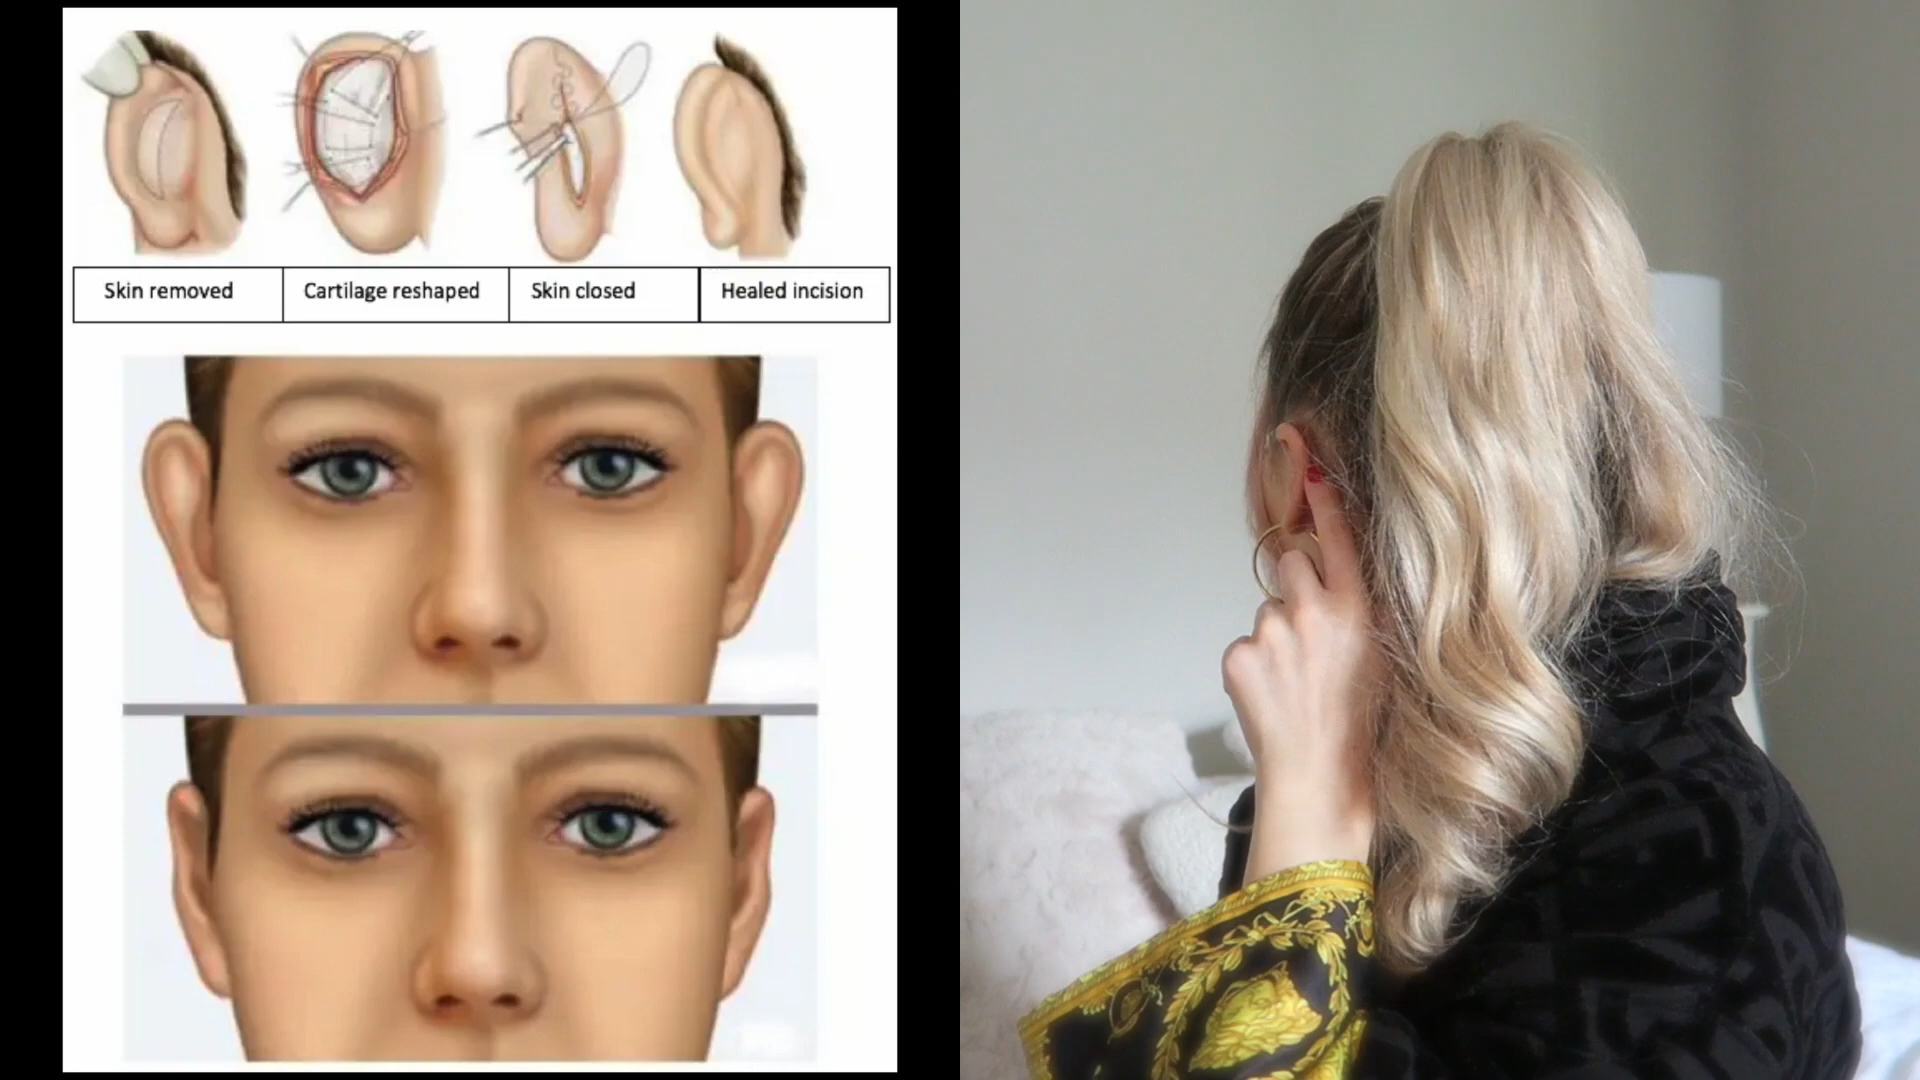 Skin removed
Cartilage reshaped
Skin closed
Healed incision